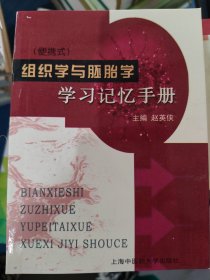 (便携式)
组织学与胚胎学
学习记忆手册
主编 赵英侠
BIANXIESHI
ZUZHIXUE
YUPEITAIXUE
XUEXI JIYI SHOUCE
上海中医药大学出版社